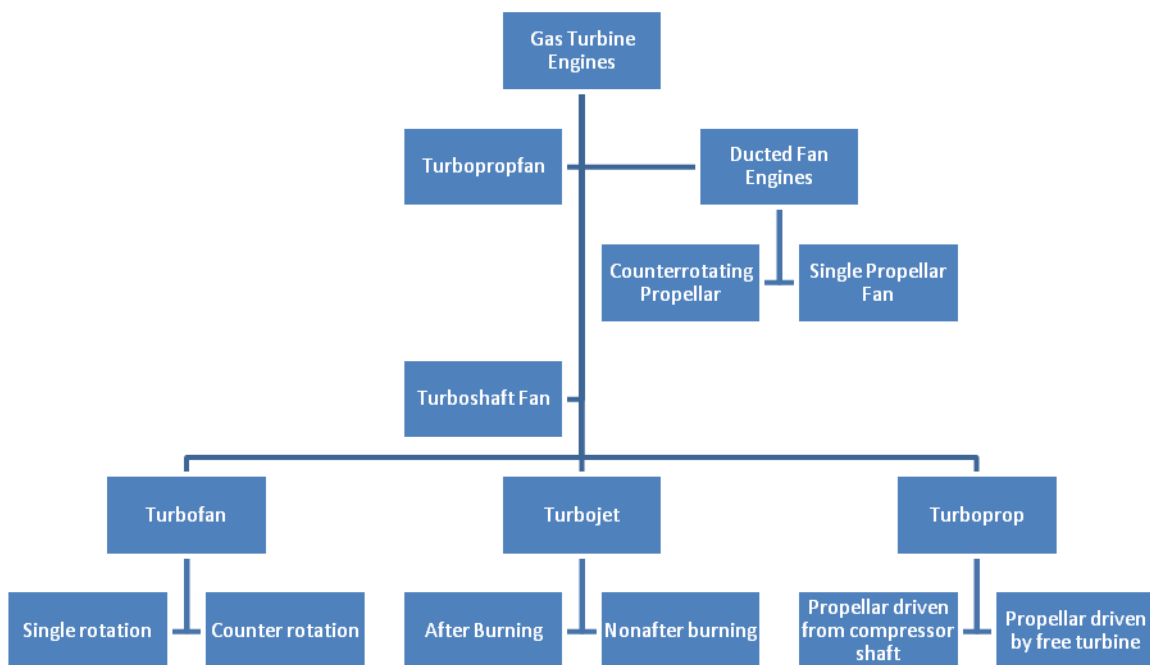 Gas Turbine
Engines
Turbopropfan
Ducted Fan
Engines
Counterrotating
Propellar
Single Propellar
Fan
Turboshaft Fan
Turbofan
Turbojet
Turboprop
Single rotation
Counter rotation
After Burning
Nonafter burning
Propellar driven
from compressor
shaft
Propellar driven
by free turbine